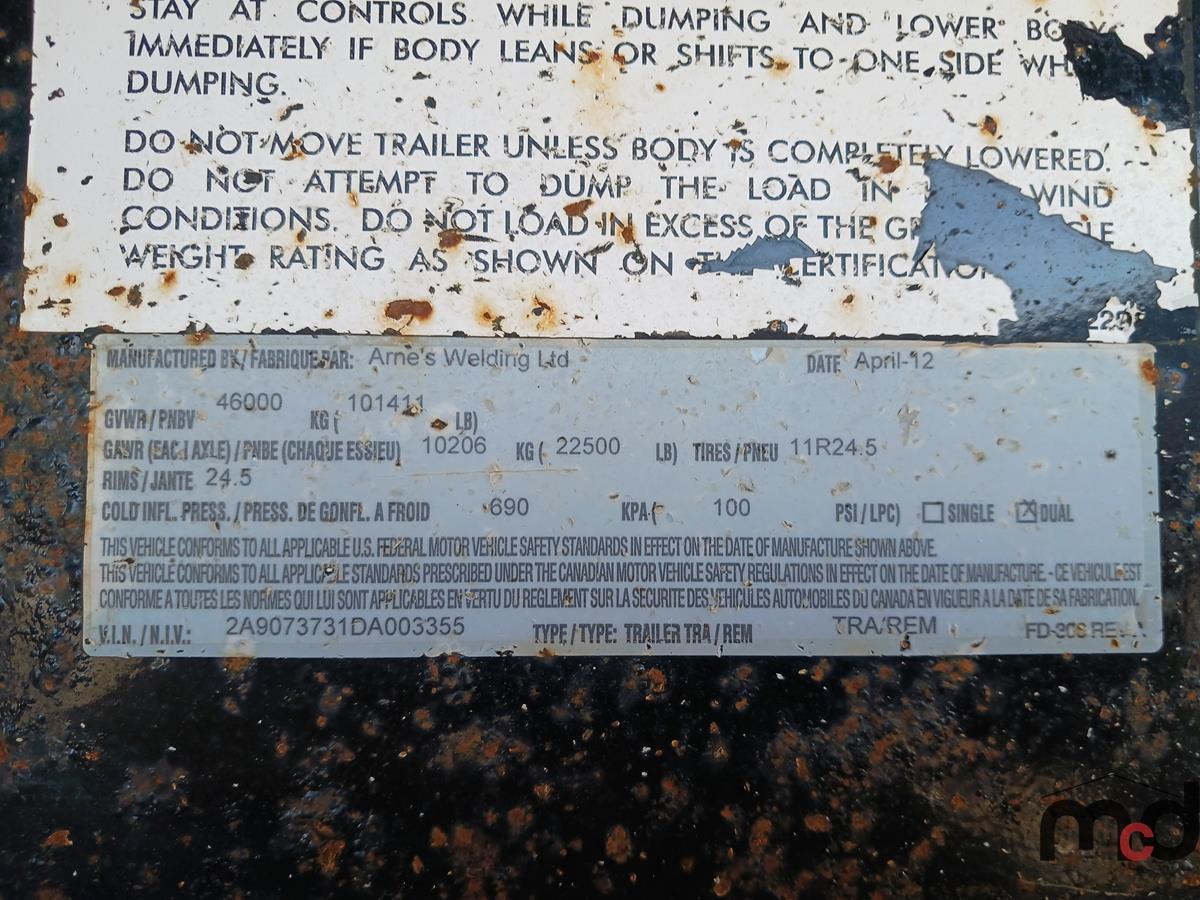 STAY AT CONTROLS WHILE DUMPING AND LOWER BODY
IMMEDIATELY IF BODY LEANS OR SHIFTS TO ONE SIDE
DUMPING.
DO NOT MOVE TRAILER UNLESS BODY IS COMPLETELY LOWERED.
DO NOT ATTEMPT TO DUMP THE LOAD IN WIND
CONDITIONS. DO NOT LOAD IN EXCESS OF THE
WEIGHT RATING AS SHOWN ON THE
MANUFACTURED BY / FABRIQUE PAR: Arne's Welding Ltd DATE April-12
GVWR / PNBV 46000 KG ( 101411 LB)
GAWR (EACH AXLE) / PNBE (CHAQUE ESSIEU) 10206 KG ( 22500 LB) TIRES / PNEU 11R24.5
RIMS / JANTE 24.5
COLD INFL. PRESS. / PRESS. DE GONFL. A FROID 690 KPA ( 100 PSI / LPC) ☐ SINGLE ☒ DUAL
THIS VEHICLE CONFORMS TO ALL APPLICABLE U.S. FEDERAL MOTOR VEHICLE SAFETY STANDARDS IN EFFECT ON THE DATE OF MANUFACTURE SHOWN ABOVE.
THIS VEHICLE CONFORMS TO ALL APPLICABLE STANDARDS PRESCRIBED UNDER THE CANADIAN MOTOR VEHICLE SAFETY REGULATIONS IN EFFECT ON THE DATE OF MANUFACTURE. - CE VEHICULE EST
CONFORME A TOUTES LES NORMES QUI LUI SONT APPLICABLES EN VERTU DU REGLEMENT SUR LA SECURITE DES VEHICULES AUTOMOBILES DU CANADA EN VIGUEUR A LA DATE DE SA FABRICATION.
V.I.N. / N.I.V.: 2A9073731DA003355 TYPE / TYPE: TRAILER TRA / REM TRA/REM
mcd